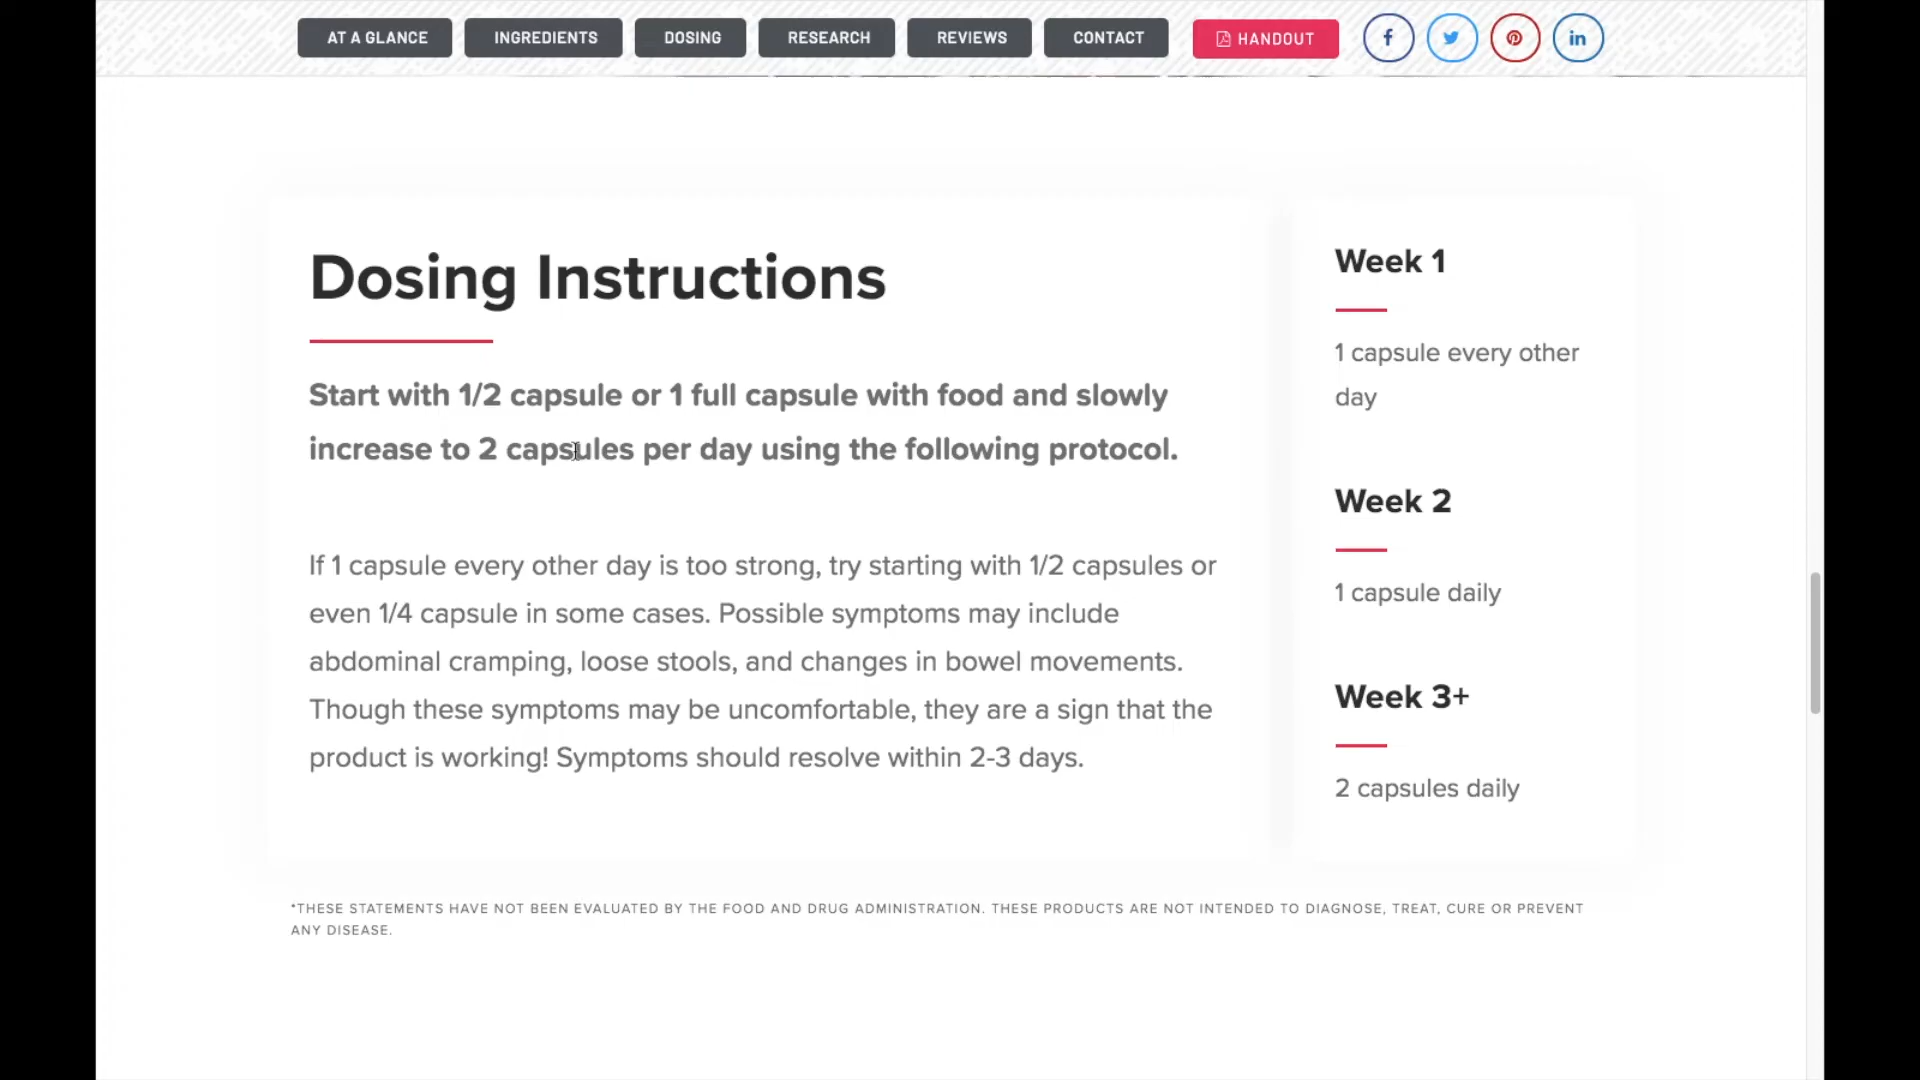 AT A GLANCE
INGREDIENTS
DOSING
RESEARCH
REVIEWS
CONTACT
HANDOUT
Dosing Instructions
Start with 1/2 capsule or 1 full capsule with food and slowly
increase to 2 capsules per day using the following protocol.
If 1 capsule every other day is too strong, try starting with 1/2 capsules or
even 1/4 capsule in some cases. Possible symptoms may include
abdominal cramping, loose stools, and changes in bowel movements.
Though these symptoms may be uncomfortable, they are a sign that the
product is working! Symptoms should resolve within 2-3 days.
Week 1
1 capsule every other
day
Week 2
1 capsule daily
Week 3+
2 capsules daily
*THESE STATEMENTS HAVE NOT BEEN EVALUATED BY THE FOOD AND DRUG ADMINISTRATION. THESE PRODUCTS ARE NOT INTENDED TO DIAGNOSE, TREAT, CURE OR PREVENT
ANY DISEASE.